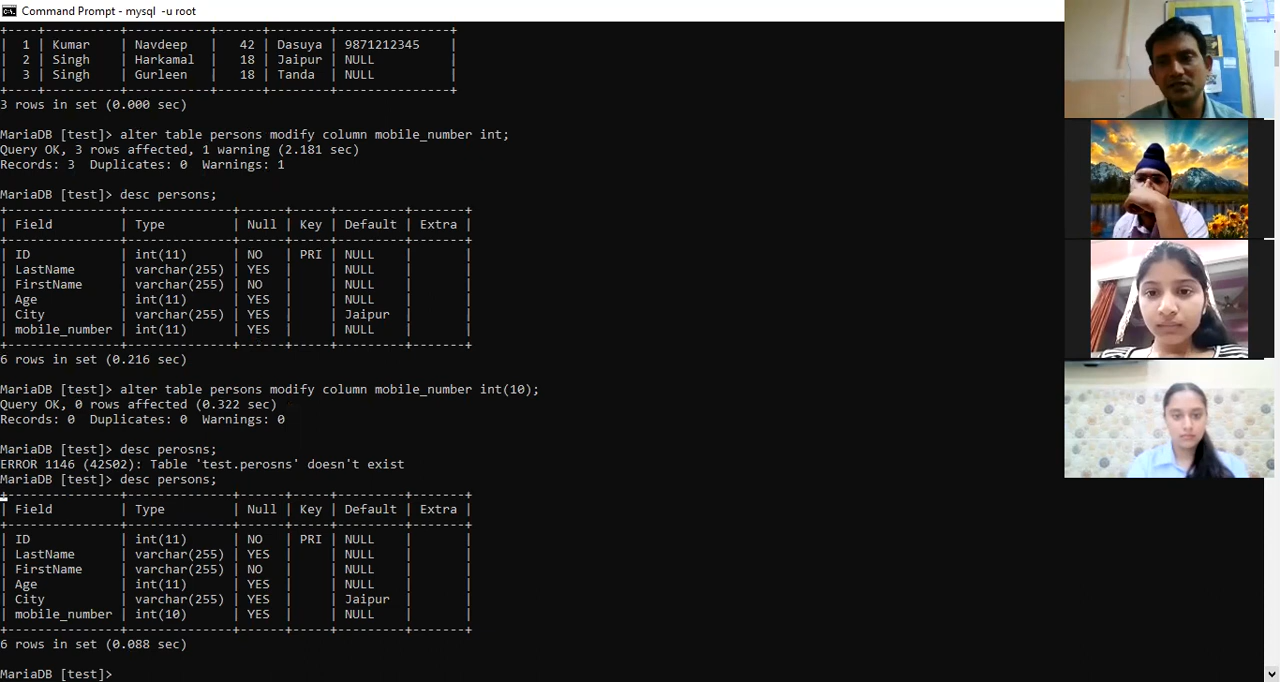 Command Prompt - mysql -u root
+------+----------+-----------+------+--------+---------------+
|  1 | Kumar    | Navdeep   |   42 | Dasuya | 9871212345    |
|  2 | Singh    | Harkamal  |   18 | Jaipur | NULL          |
|  3 | Singh    | Gurleen   |   18 | Tanda  | NULL          |
+----+----------+-----------+------+--------+---------------+
3 rows in set (0.000 sec)
MariaDB [test]> alter table persons modify column mobile_number int;
Query OK, 3 rows affected, 1 warning (2.181 sec)
Records: 3  Duplicates: 0  Warnings: 1
MariaDB [test]> desc persons;
+---------------+--------------+------+-----+---------+-------+
| Field         | Type         | Null | Key | Default | Extra |
+---------------+--------------+------+-----+---------+-------+
| ID            | int(11)      | NO   | PRI | NULL    |       |
| LastName      | varchar(255) | YES  |     | NULL    |       |
| FirstName     | varchar(255) | NO   |     | NULL    |       |
| Age           | int(11)      | YES  |     | NULL    |       |
| City          | varchar(255) | YES  |     | Jaipur  |       |
| mobile_number | int(11)      | YES  |     | NULL    |       |
+---------------+--------------+------+-----+---------+-------+
6 rows in set (0.216 sec)
MariaDB [test]> alter table persons modify column mobile_number int(10);
Query OK, 0 rows affected (0.322 sec)
Records: 0  Duplicates: 0  Warnings: 0
MariaDB [test]> desc perosns;
ERROR 1146 (42S02): Table 'test.perosns' doesn't exist
MariaDB [test]> desc persons;
+---------------+--------------+------+-----+---------+-------+
| Field         | Type         | Null | Key | Default | Extra |
+---------------+--------------+------+-----+---------+-------+
| ID            | int(11)      | NO   | PRI | NULL    |       |
| LastName      | varchar(255) | YES  |     | NULL    |       |
| FirstName     | varchar(255) | NO   |     | NULL    |       |
| Age           | int(11)      | YES  |     | NULL    |       |
| City          | varchar(255) | YES  |     | Jaipur  |       |
| mobile_number | int(10)      | YES  |     | NULL    |       |
+---------------+--------------+------+-----+---------+-------+
6 rows in set (0.088 sec)
MariaDB [test]>